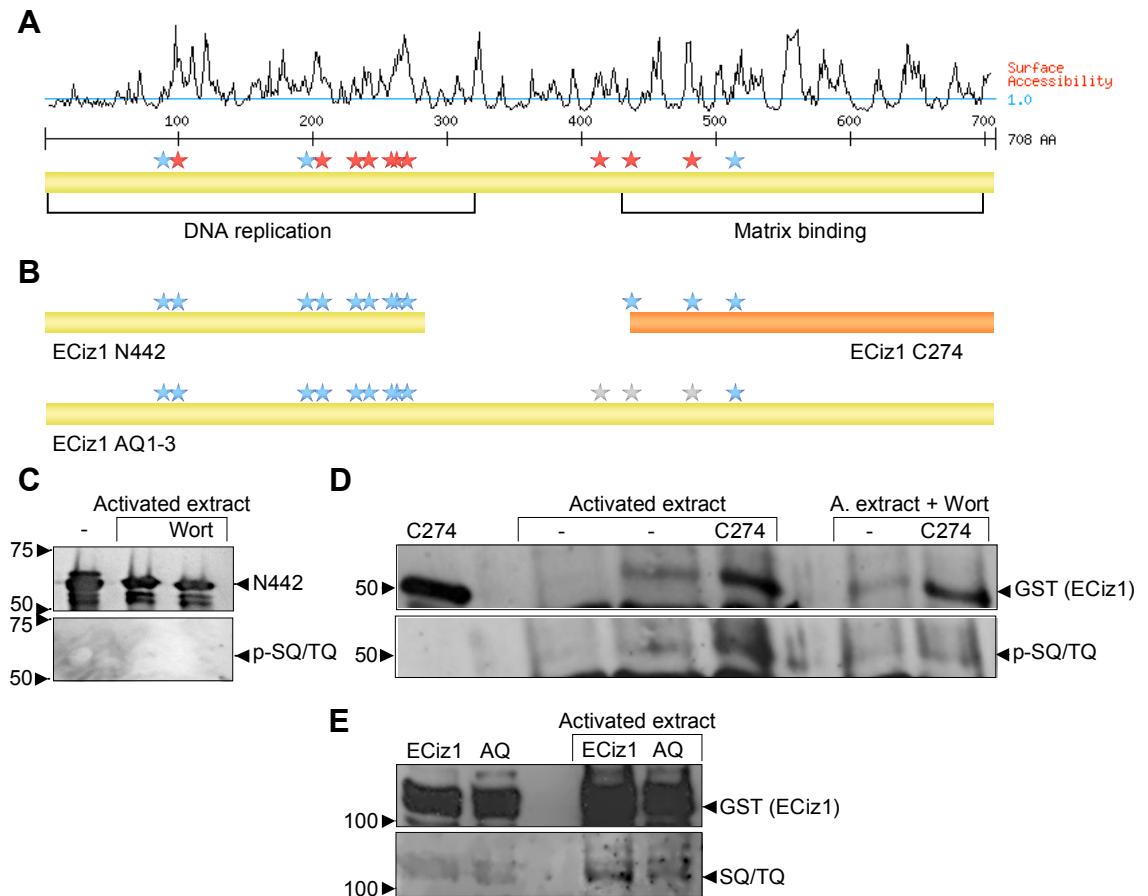 A
Surface
Accessibility
1.0
100 200 300 400 500 600 700
708 AA
DNA replication Matrix binding
B
ECiz1 N442 ECiz1 C274
ECiz1 AQ1-3
C
Activated extract
- Wort
75
N442
50
75
p-SQ/TQ
50
D
Activated extract A. extract + Wort
C274 - - C274 - C274
50 GST (ECiz1)
50 p-SQ/TQ
E
Activated extract
ECiz1 AQ ECiz1 AQ
GST (ECiz1)
100
SQ/TQ
100